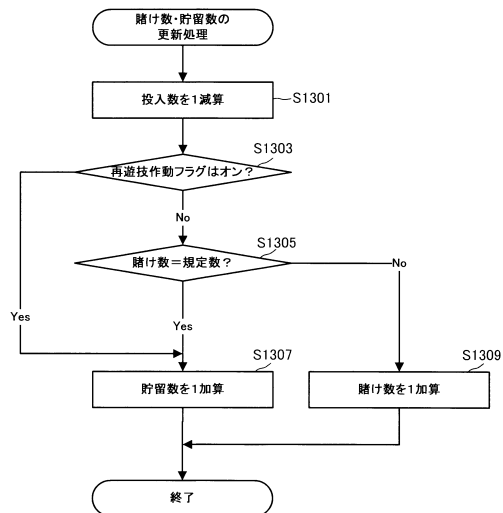 賭け数・貯留数の
更新処理
投入数を1減算
S1301
S1303
再遊技作動フラグはオン?
No
S1305
賭け数=規定数?
No
Yes
Yes
S1307
貯留数を1加算
S1309
賭け数を1加算
終了